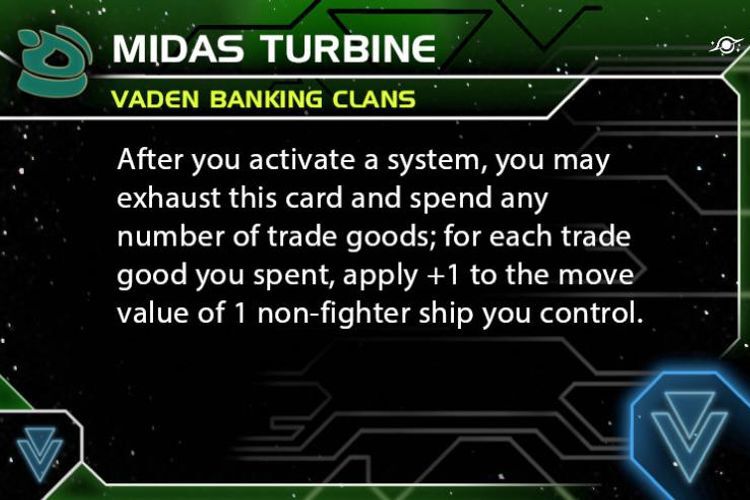 MIDAS TURBINE
VADEN BANKING CLANS
After you activate a system, you may
exhaust this card and spend any
number of trade goods; for each trade
good you spent, apply +1 to the move
value of 1 non-fighter ship you control.